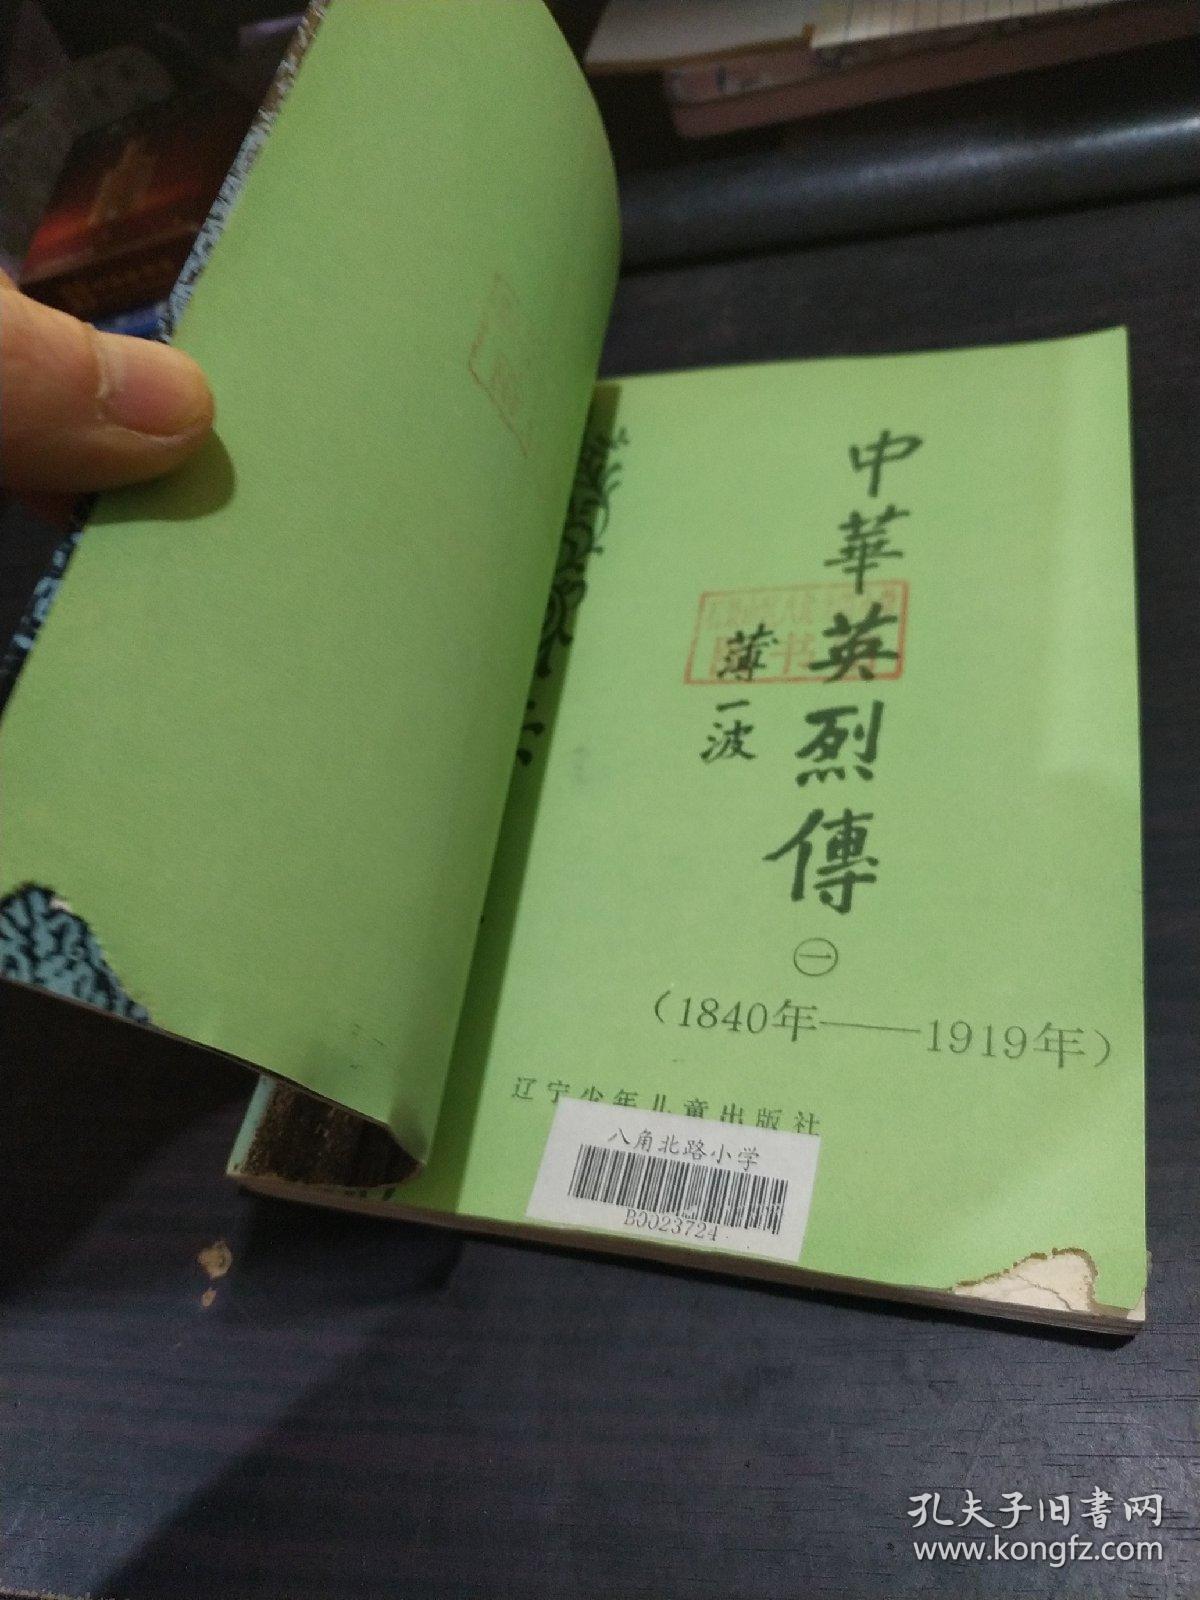 中華英烈傳
薄一波
㊀
（1840年——1919年）
辽宁少年儿童出版社
八角北路小学
B0023724
孔夫子旧書网
www.kongfz.com